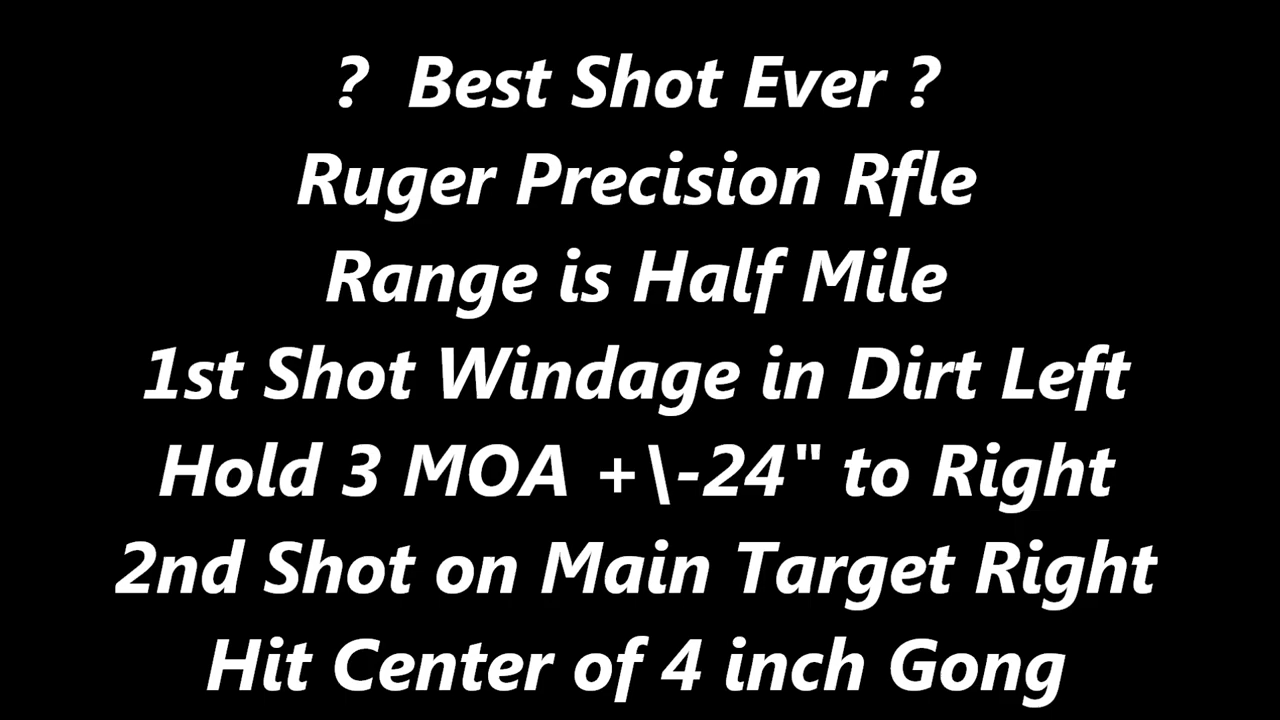 ? Best Shot Ever ?
Ruger Precision Rfle
Range is Half Mile
1st Shot Windage in Dirt Left
Hold 3 MOA +\-24" to Right
2nd Shot on Main Target Right
Hit Center of 4 inch Gong